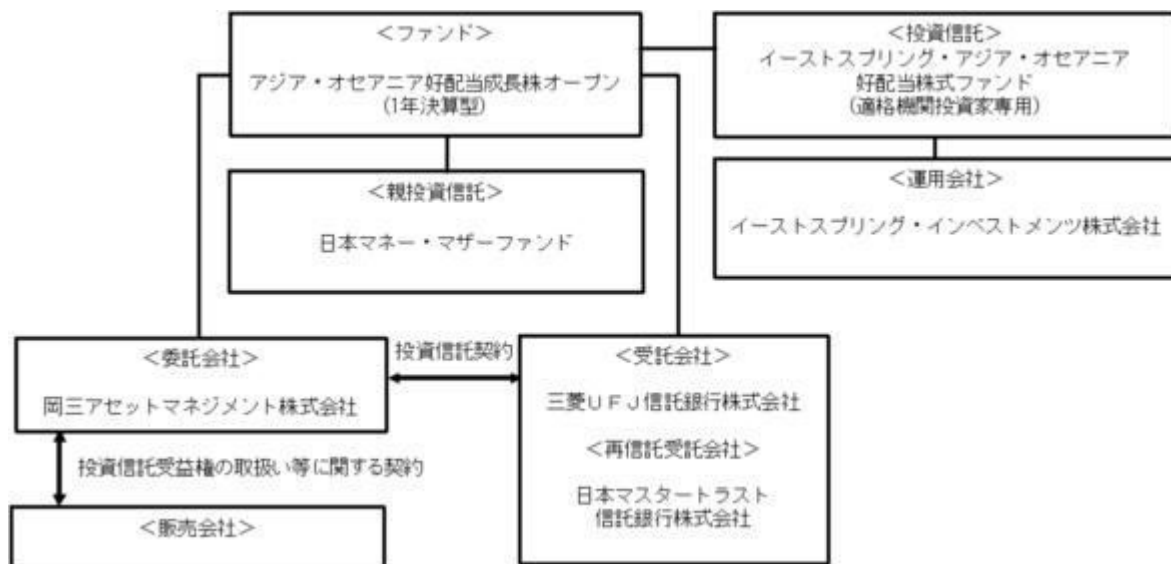 ＜ファンド＞
アジア・オセアニア好配当成長株オープン
(1年決算型)
＜投資信託＞
イーストスプリング・アジア・オセアニア
好配当株式ファンド
(適格機関投資家専用)
＜親投資信託＞
日本マネー・マザーファンド
＜運用会社＞
イーストスプリング・インベストメンツ株式会社
＜委託会社＞
岡三アセットマネジメント株式会社
投資信託契約
＜受託会社＞
三菱ＵＦＪ信託銀行株式会社
＜再信託受託会社＞
日本マスタートラスト
信託銀行株式会社
投資信託受益権の取扱い等に関する契約
＜販売会社＞